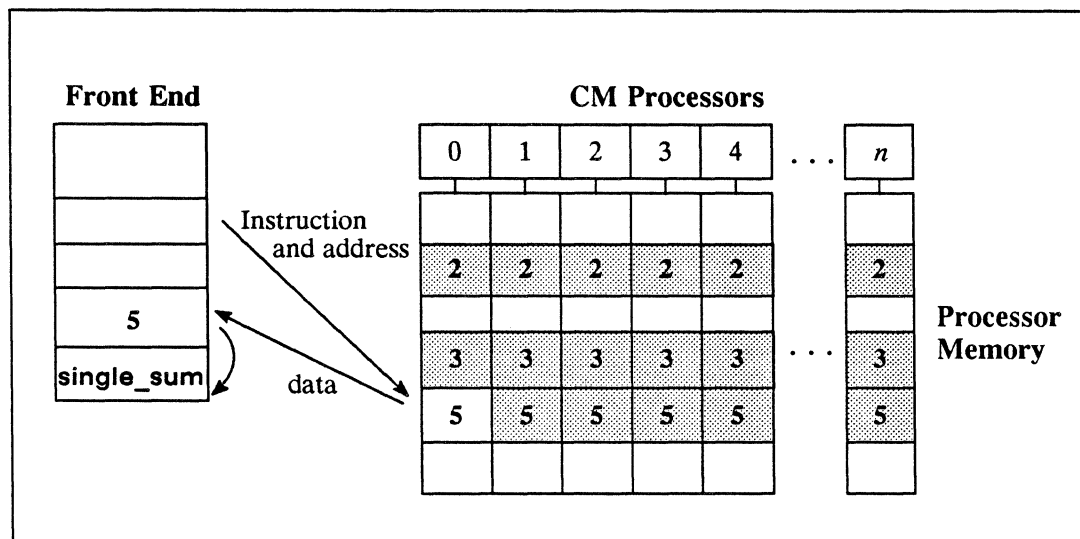 Front End
CM Processors
0 1 2 3 4 . . . n
Instruction
and address
2 2 2 2 2 2
5
Processor
Memory
3 3 3 3 3 . . . 3
single_sum
data
5 5 5 5 5 5